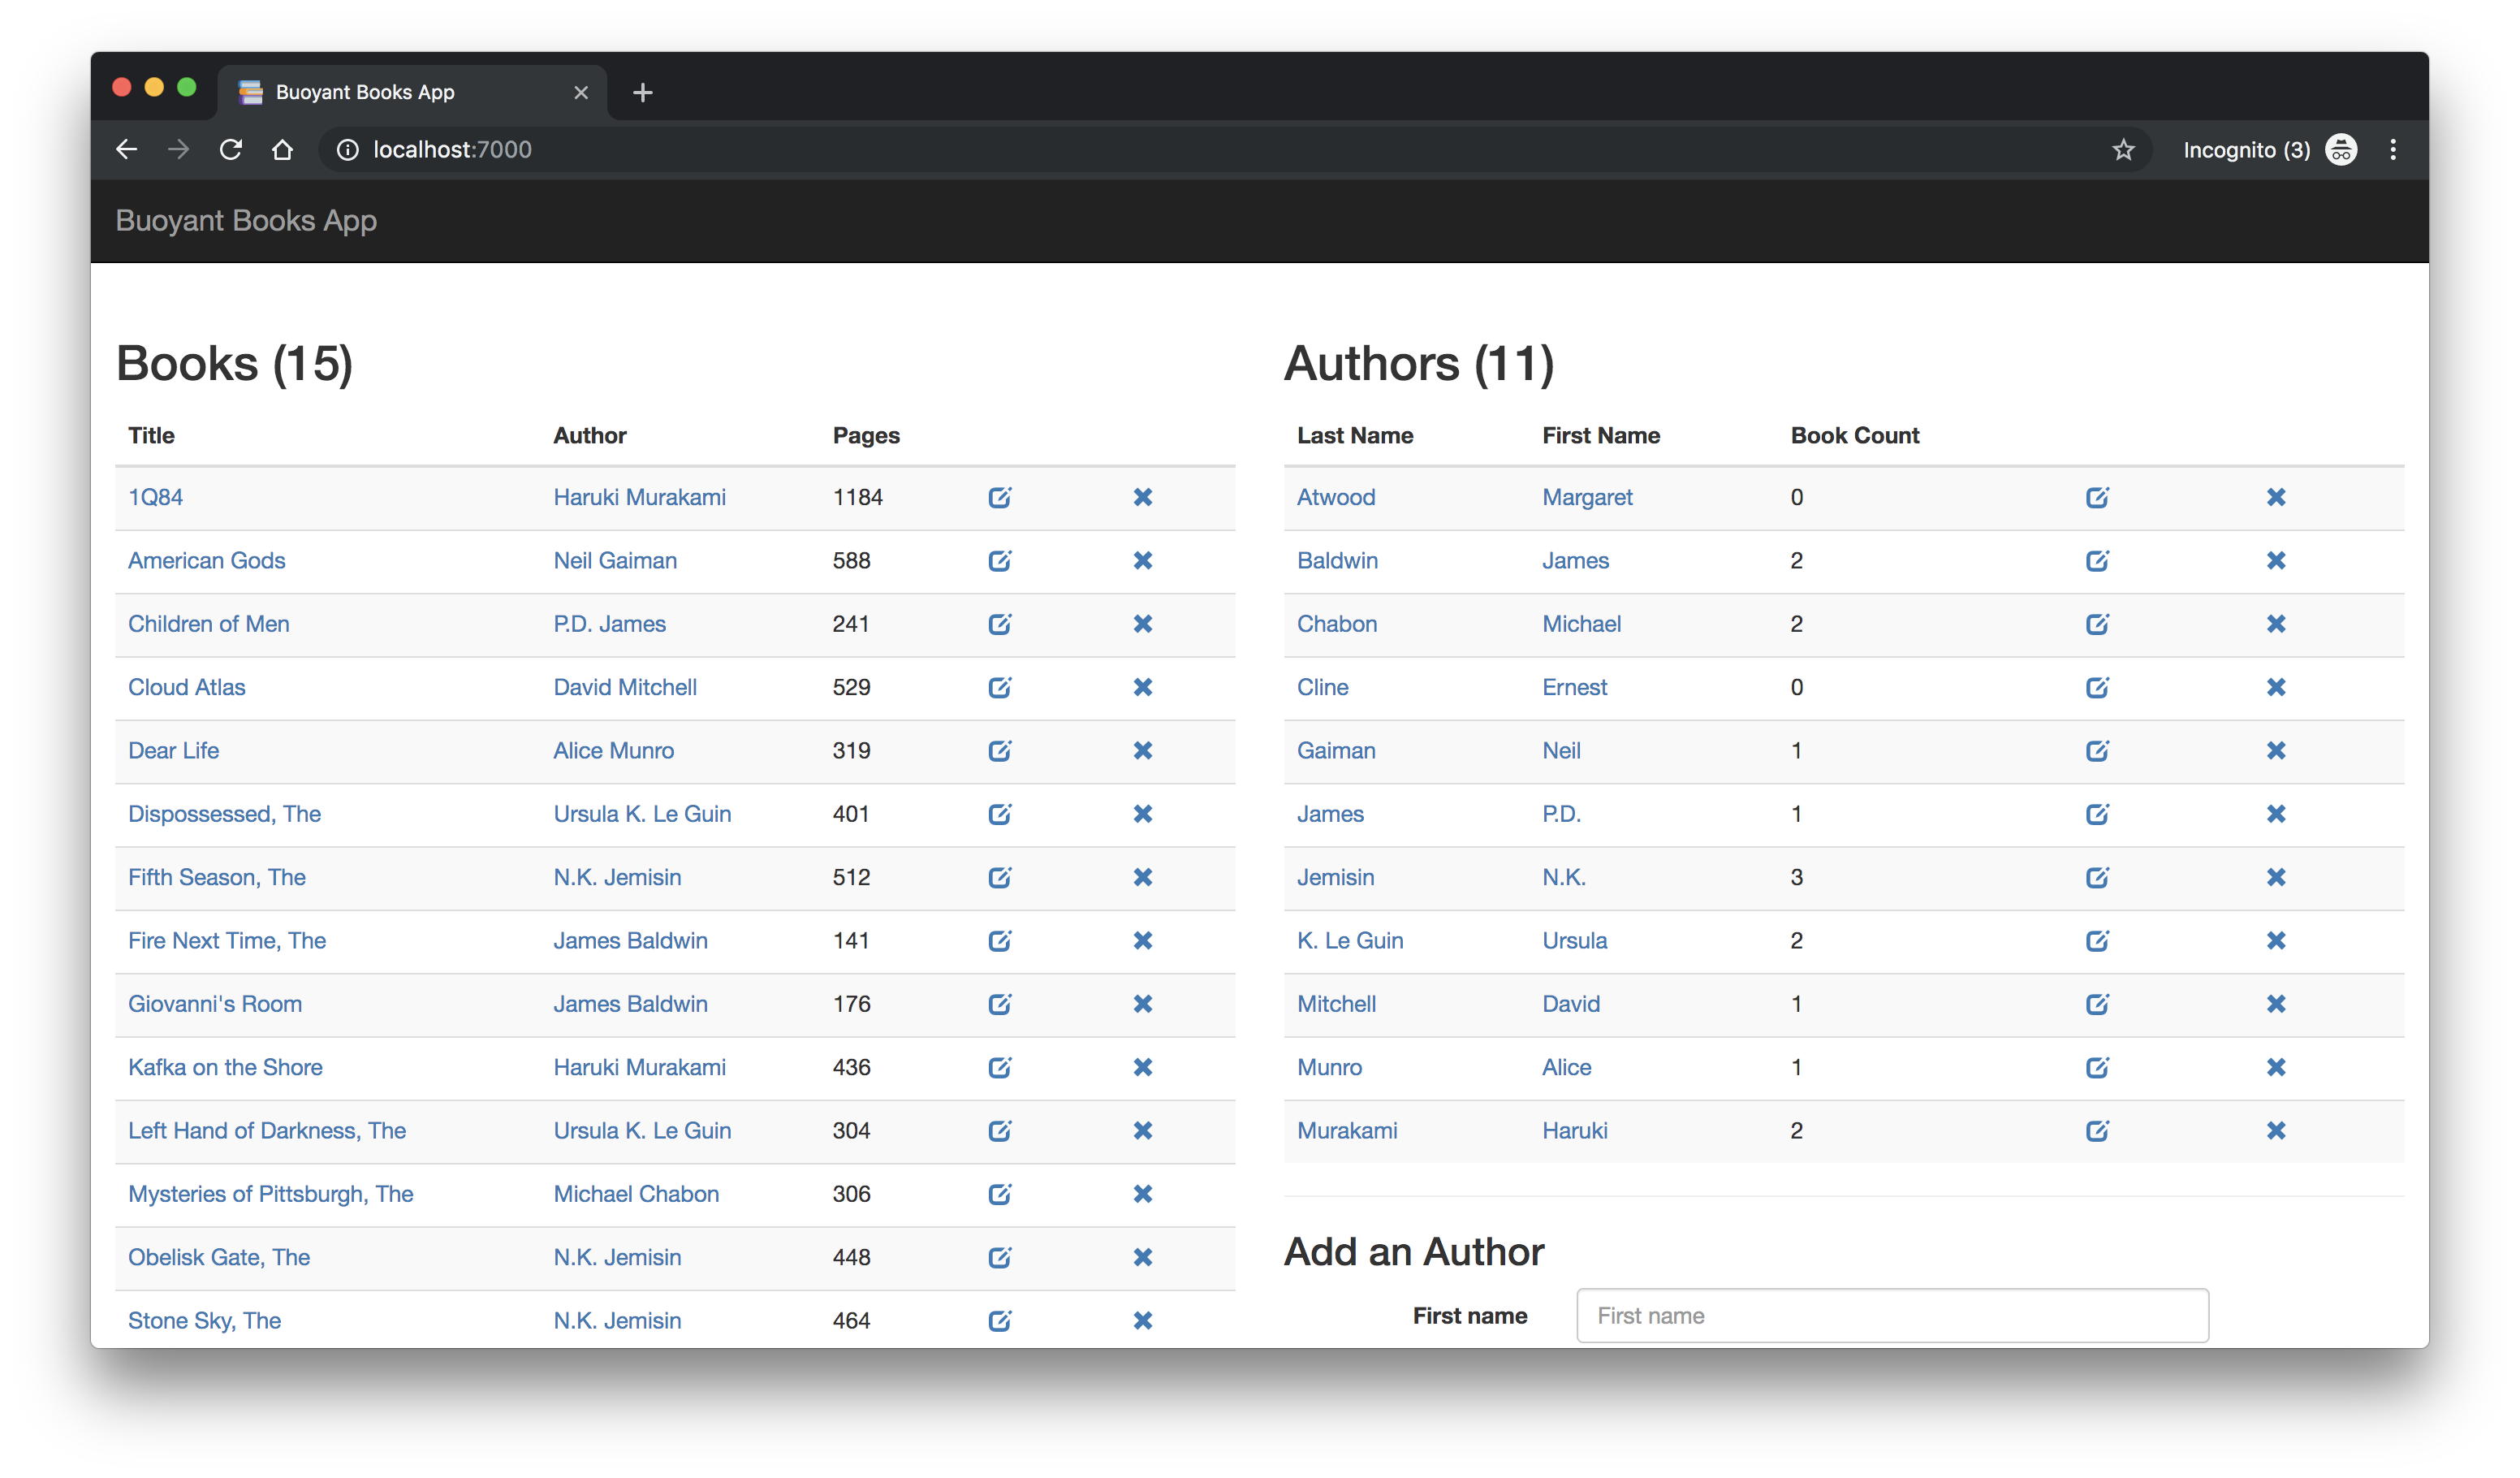 Buoyant Books App
localhost:7000
Incognito (3)
Buoyant Books App
Books (15)
Title Author Pages
1Q84 Haruki Murakami 1184
American Gods Neil Gaiman 588
Children of Men P.D. James 241
Cloud Atlas David Mitchell 529
Dear Life Alice Munro 319
Dispossessed, The Ursula K. Le Guin 401
Fifth Season, The N.K. Jemisin 512
Fire Next Time, The James Baldwin 141
Giovanni's Room James Baldwin 176
Kafka on the Shore Haruki Murakami 436
Left Hand of Darkness, The Ursula K. Le Guin 304
Mysteries of Pittsburgh, The Michael Chabon 306
Obelisk Gate, The N.K. Jemisin 448
Stone Sky, The N.K. Jemisin 464
Authors (11)
Last Name First Name Book Count
Atwood Margaret 0
Baldwin James 2
Chabon Michael 2
Cline Ernest 0
Gaiman Neil 1
James P.D. 1
Jemisin N.K. 3
K. Le Guin Ursula 2
Mitchell David 1
Munro Alice 1
Murakami Haruki 2
Add an Author
First name First name